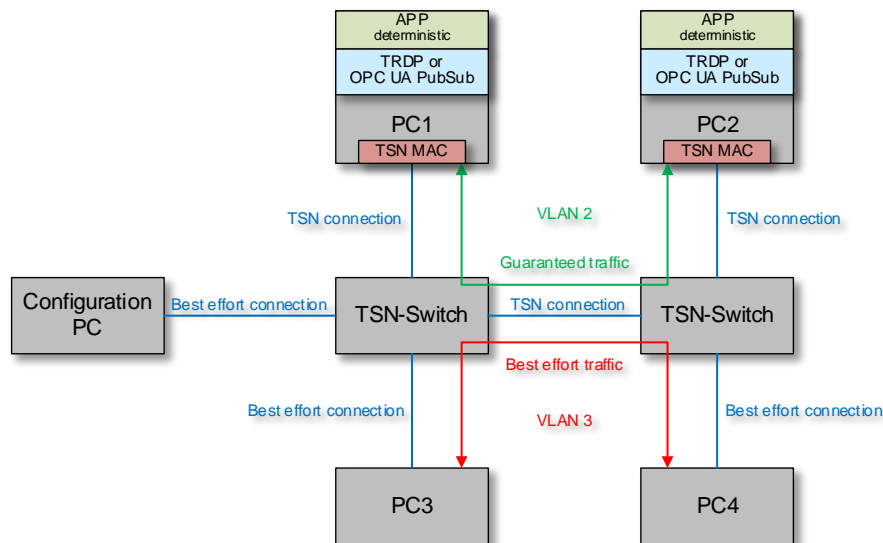 APP
deterministic
TRDP or
OPC UA PubSub
PC1
TSN MAC
APP
deterministic
TRDP or
OPC UA PubSub
PC2
TSN MAC
TSN connection
VLAN 2
TSN connection
Guaranteed traffic
Configuration
PC
Best effort connection
TSN-Switch
TSN connection
TSN-Switch
Best effort traffic
Best effort connection
VLAN 3
Best effort connection
PC3
PC4